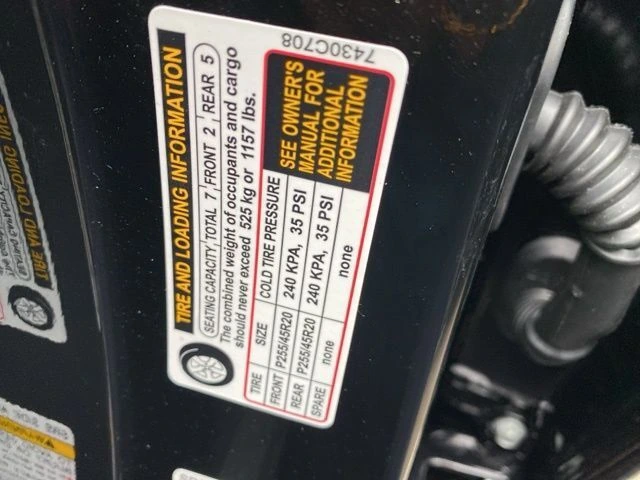 TIRE AND LOADING INFORMATION
SEATING CAPACITY, TOTAL 7, FRONT 2, REAR 5
The combined weight of occupants and cargo
should never exceed 525 kg or 1157 lbs.
TIRE SIZE COLD TIRE PRESSURE
FRONT P255/45R20 240 KPA, 35 PSI
REAR P255/45R20 240 KPA, 35 PSI
SPARE none none
SEE OWNER'S
MANUAL FOR
ADDITIONAL
INFORMATION
7430C708